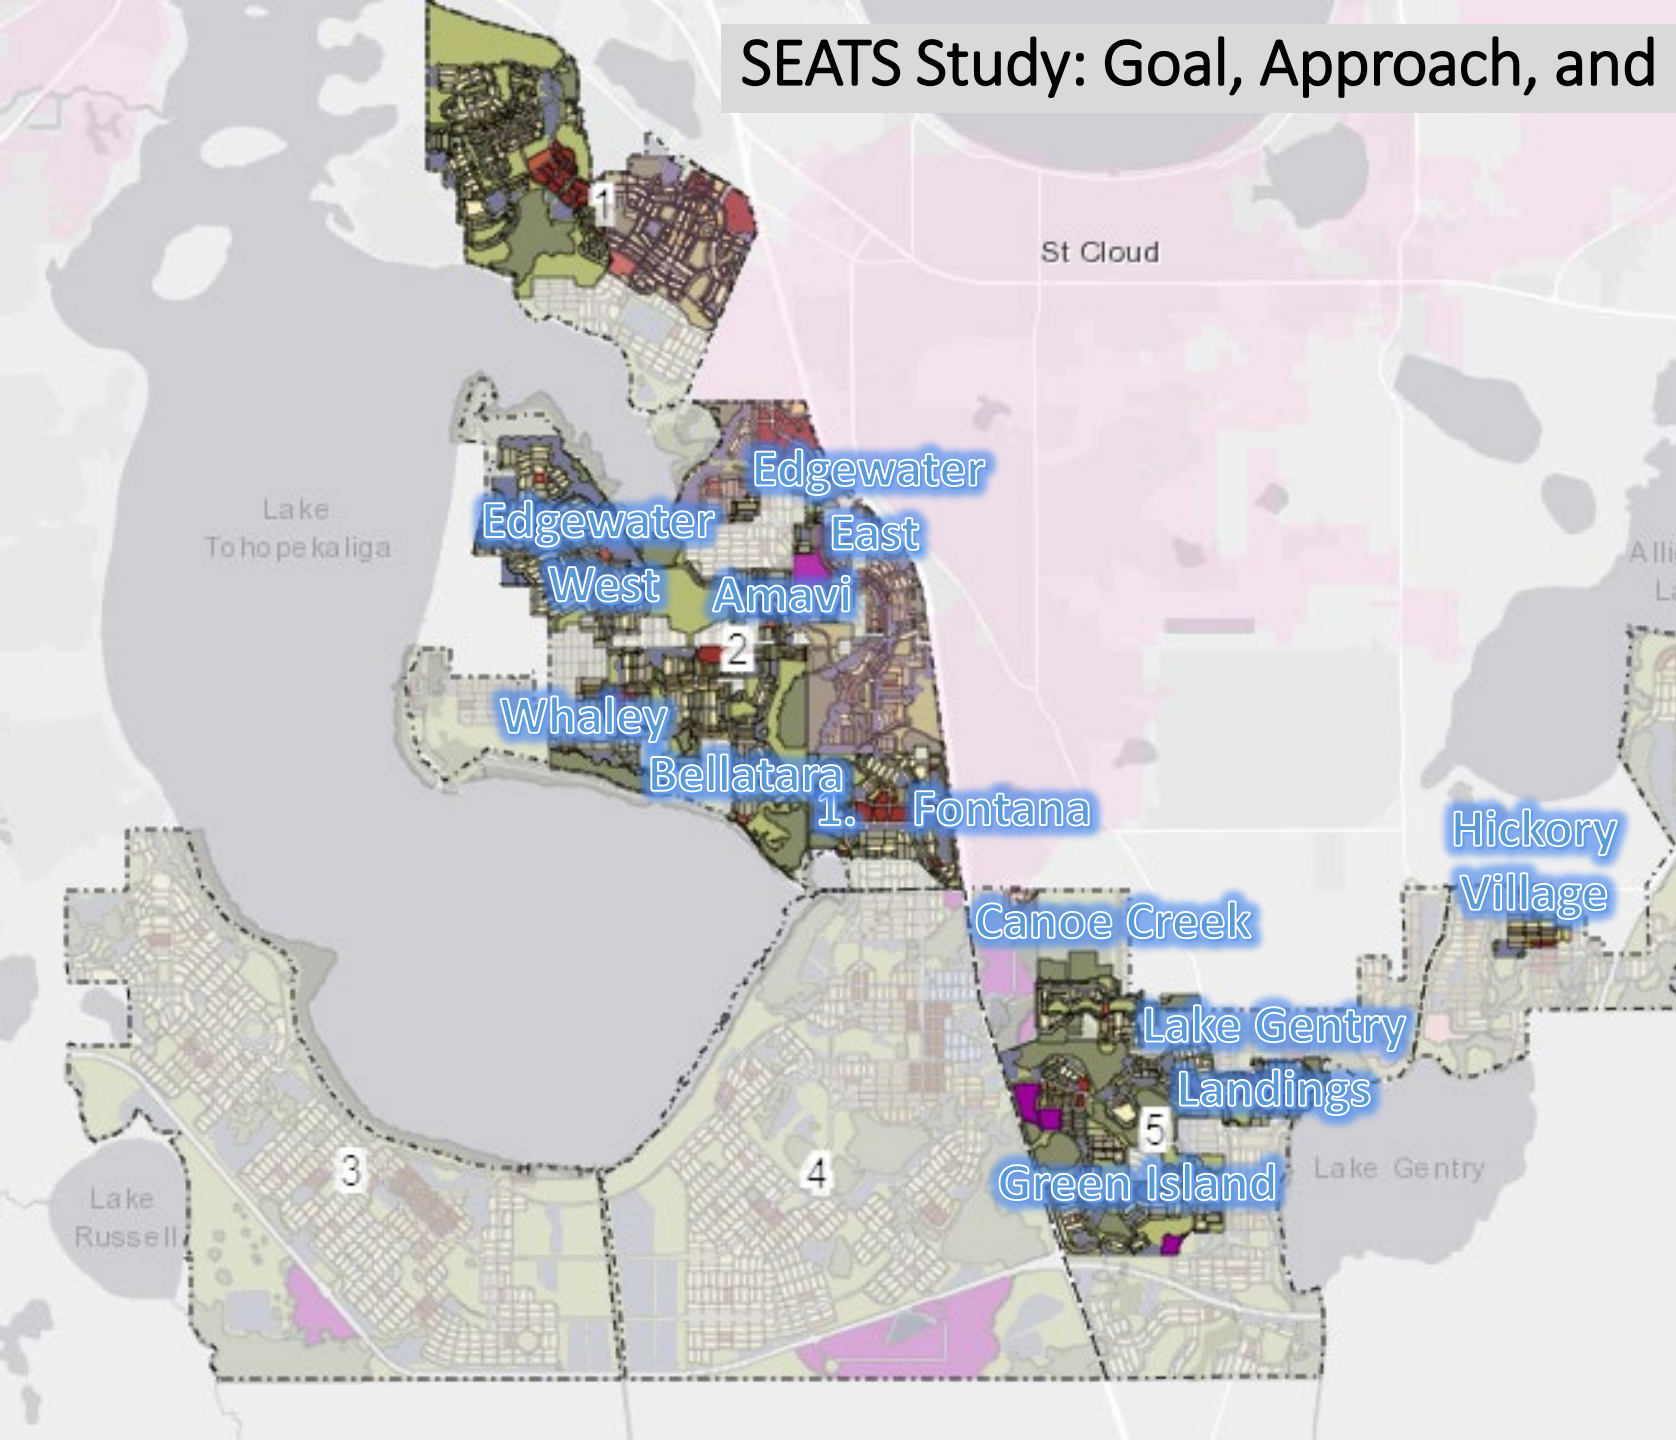 SEATS Study: Goal, Approach, and
1
St Cloud
Edgewater
East
Edgewater
West
Lake
Tohopekaliga
Amavi
2
Whaley
Bellatara
1. Fontana
Hickory
Village
Canoe Creek
Lake Gentry
Landings
5
Green Island
Lake Gentry
3
4
Lake
Russell